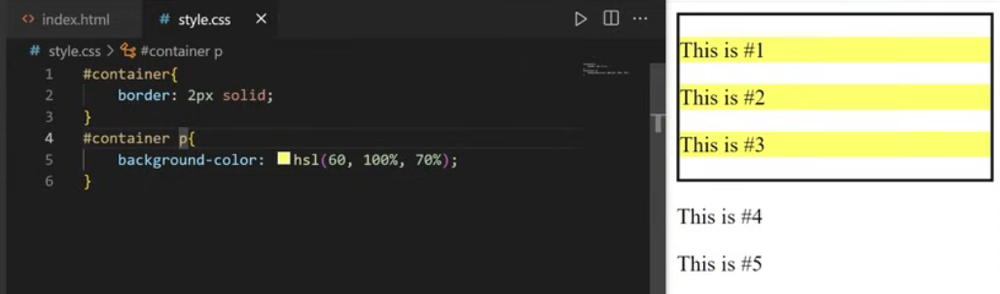 index.html
style.css
style.css > #container p
1 #container{
2 border: 2px solid;
3 }
4 #container p{
5 background-color: hsl(60, 100%, 70%);
6 }
This is #1
This is #2
This is #3
This is #4
This is #5